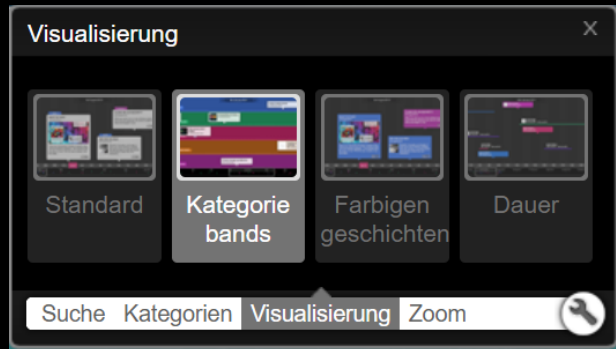 Visualisierung
X
Standard
Kategorie
bands
Farbigen
geschichten
Dauer
Suche Kategorien Visualisierung Zoom